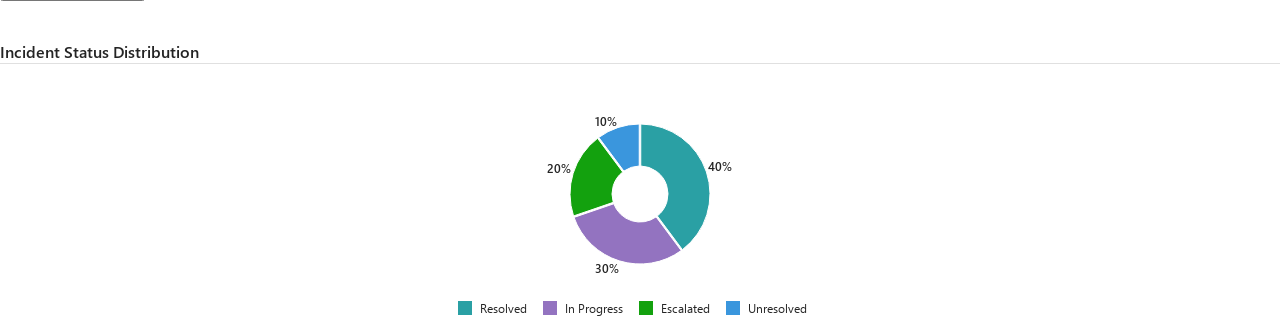 Incident Status Distribution
10%
40%
20%
30%
Resolved In Progress Escalated Unresolved